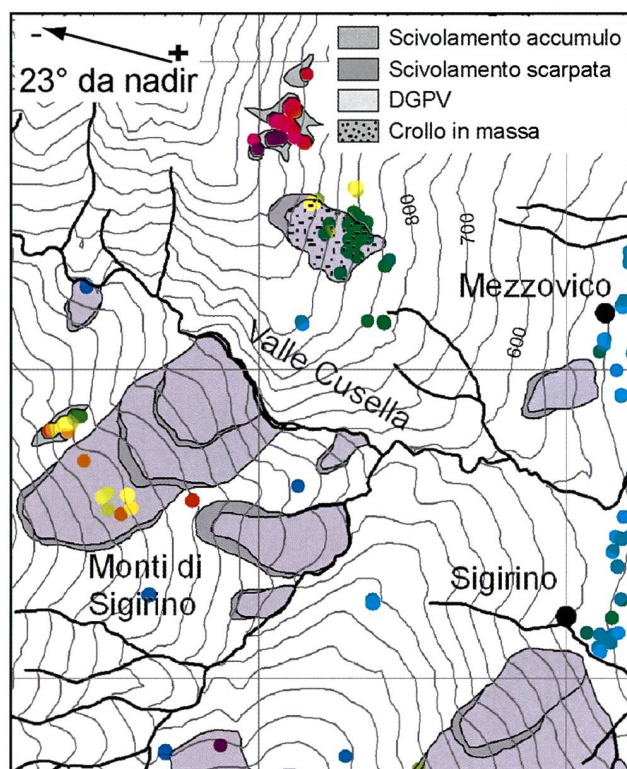 -
+
23° da nadir
Scivolamento accumulo
Scivolamento scarpata
DGPV
Crollo in massa
800
700
Mezzovico
600
Valle Cusella
Monti di
Sigirino
Sigirino